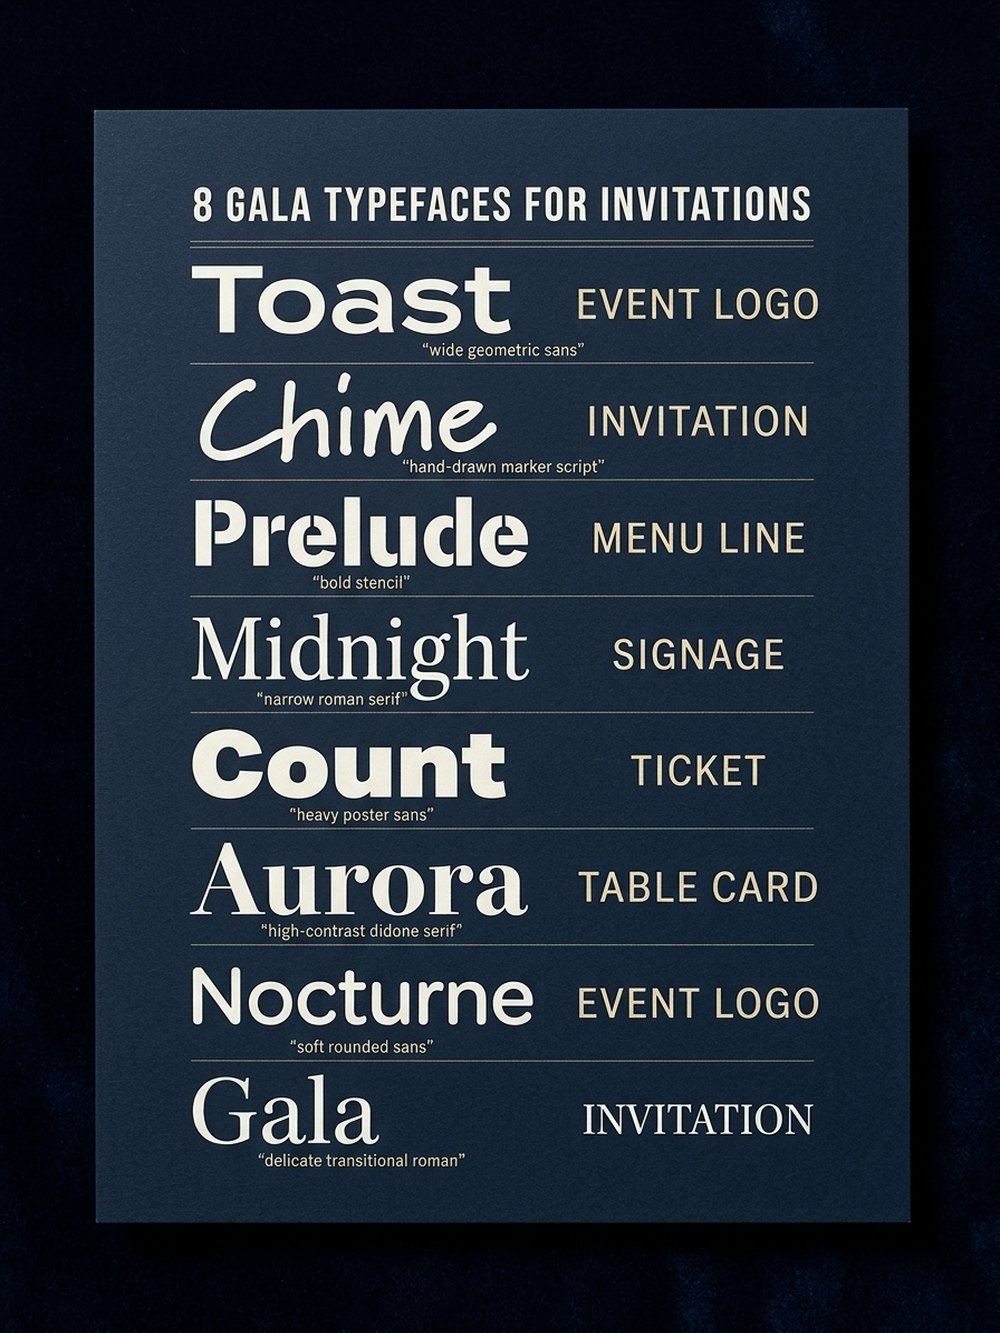 8 GALA TYPEFACES FOR INVITATIONS
Toast EVENT LOGO
“wide geometric sans”
Chime INVITATION
“hand-drawn marker script”
Prelude MENU LINE
“bold stencil”
Midnight SIGNAGE
“narrow roman serif”
Count TICKET
“heavy poster sans”
Aurora TABLE CARD
“high-contrast didone serif”
Nocturne EVENT LOGO
“soft rounded sans”
Gala INVITATION
“delicate transitional roman”